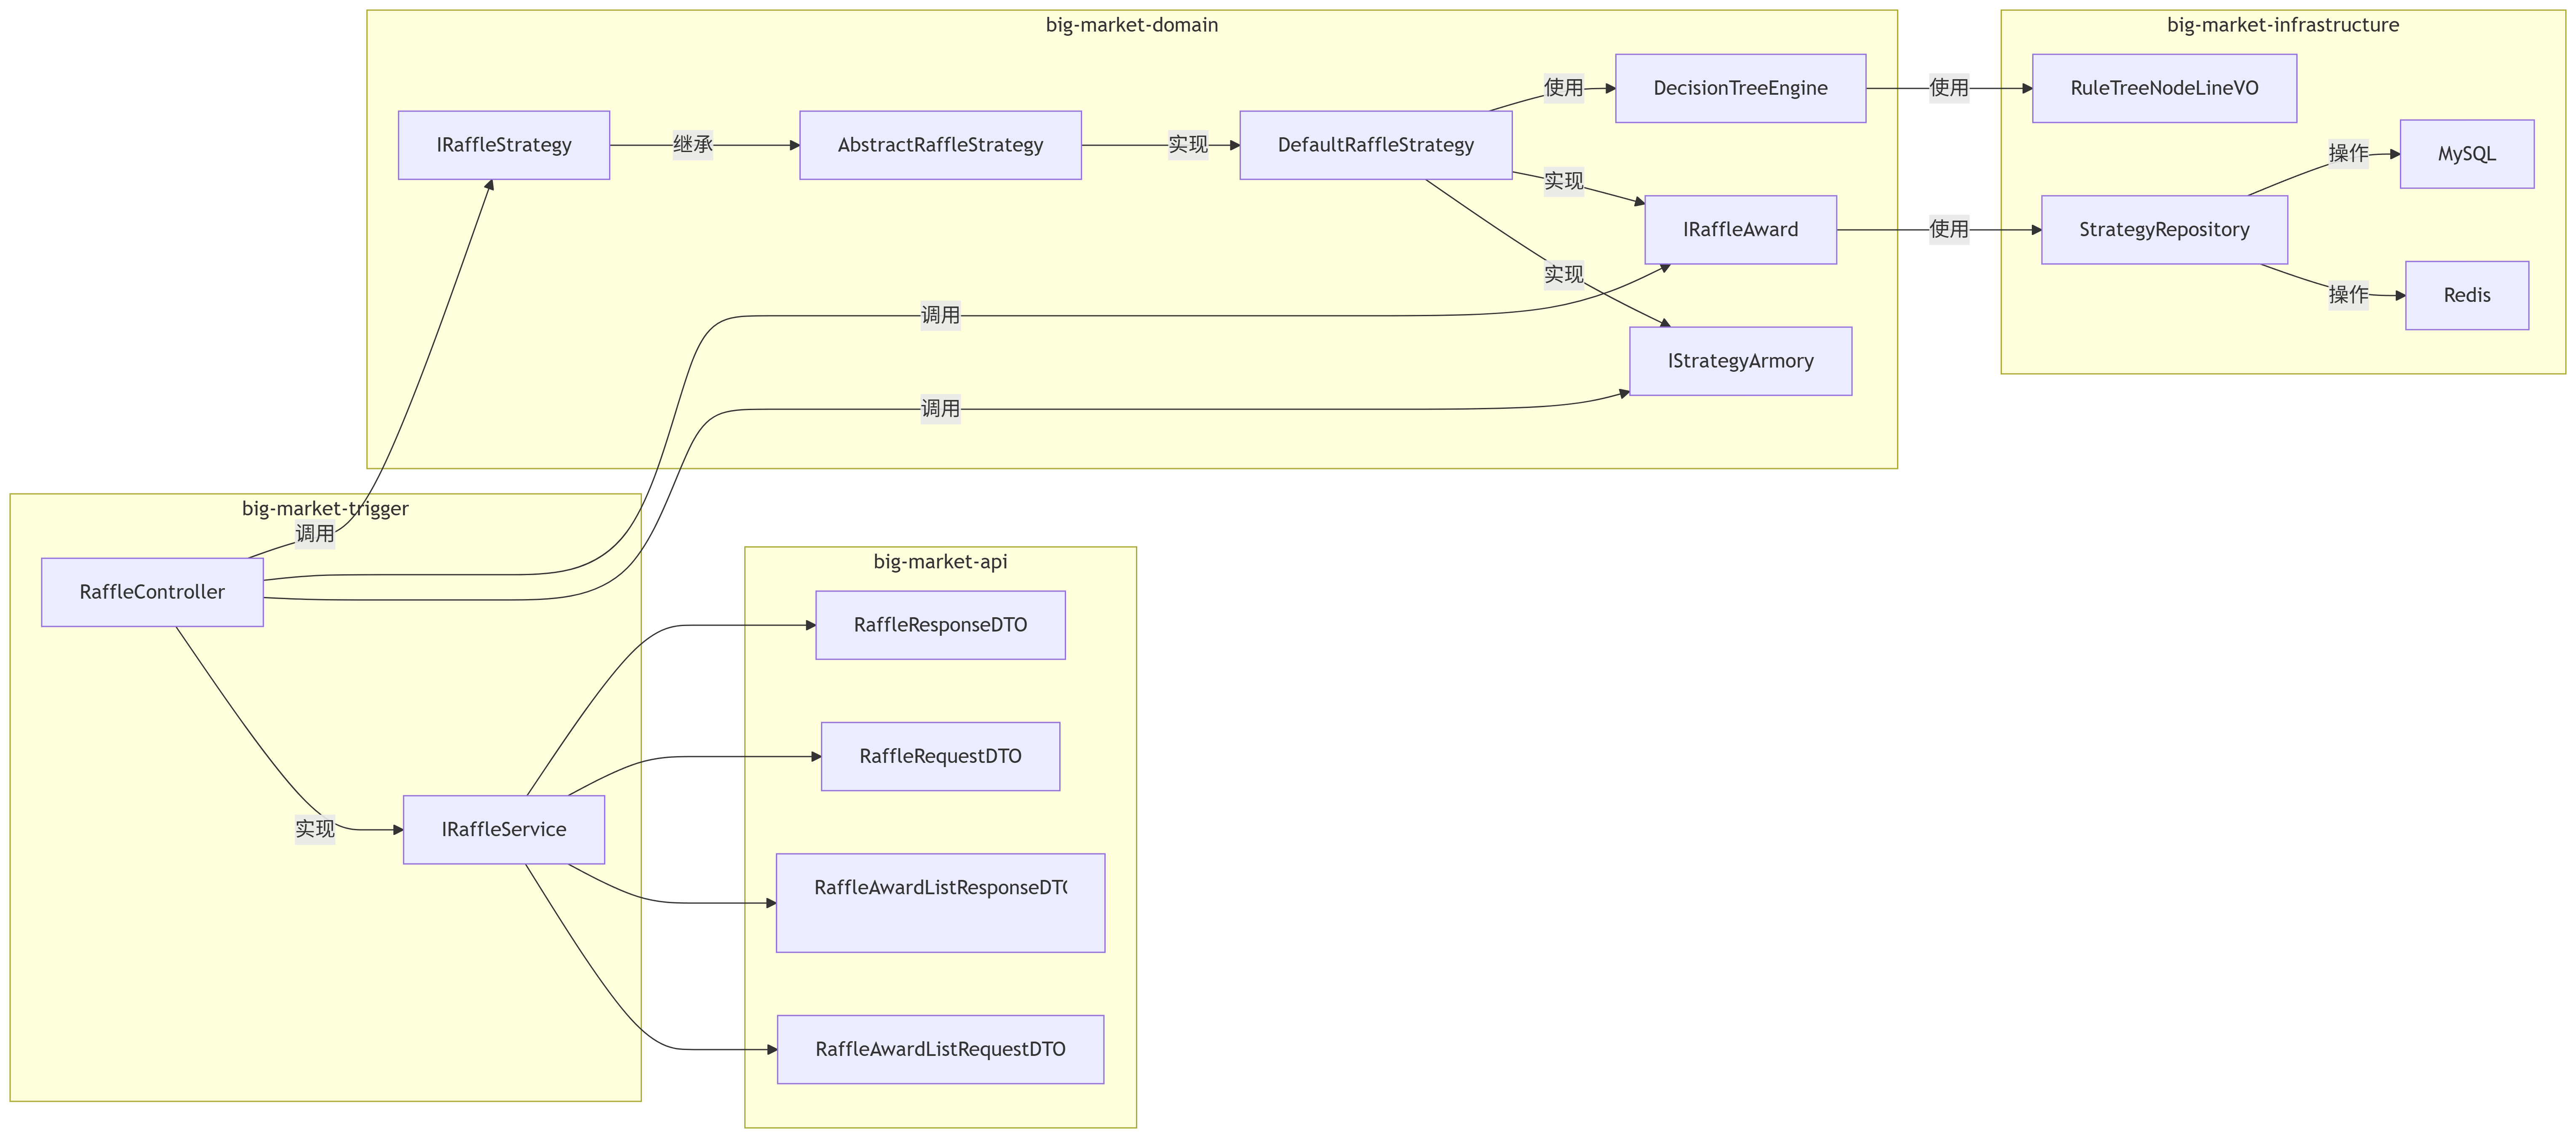 big-market-domain
big-market-infrastructure
IRaffleStrategy
继承
AbstractRaffleStrategy
实现
DefaultRaffleStrategy
使用
DecisionTreeEngine
使用
RuleTreeNodeLineVO
实现
IRaffleAward
使用
StrategyRepository
操作
MySQL
操作
Redis
实现
IStrategyArmory
调用
调用
big-market-trigger
调用
RaffleController
实现
IRaffleService
big-market-api
RaffleResponseDTO
RaffleRequestDTO
RaffleAwardListResponseDTO
RaffleAwardListRequestDTO